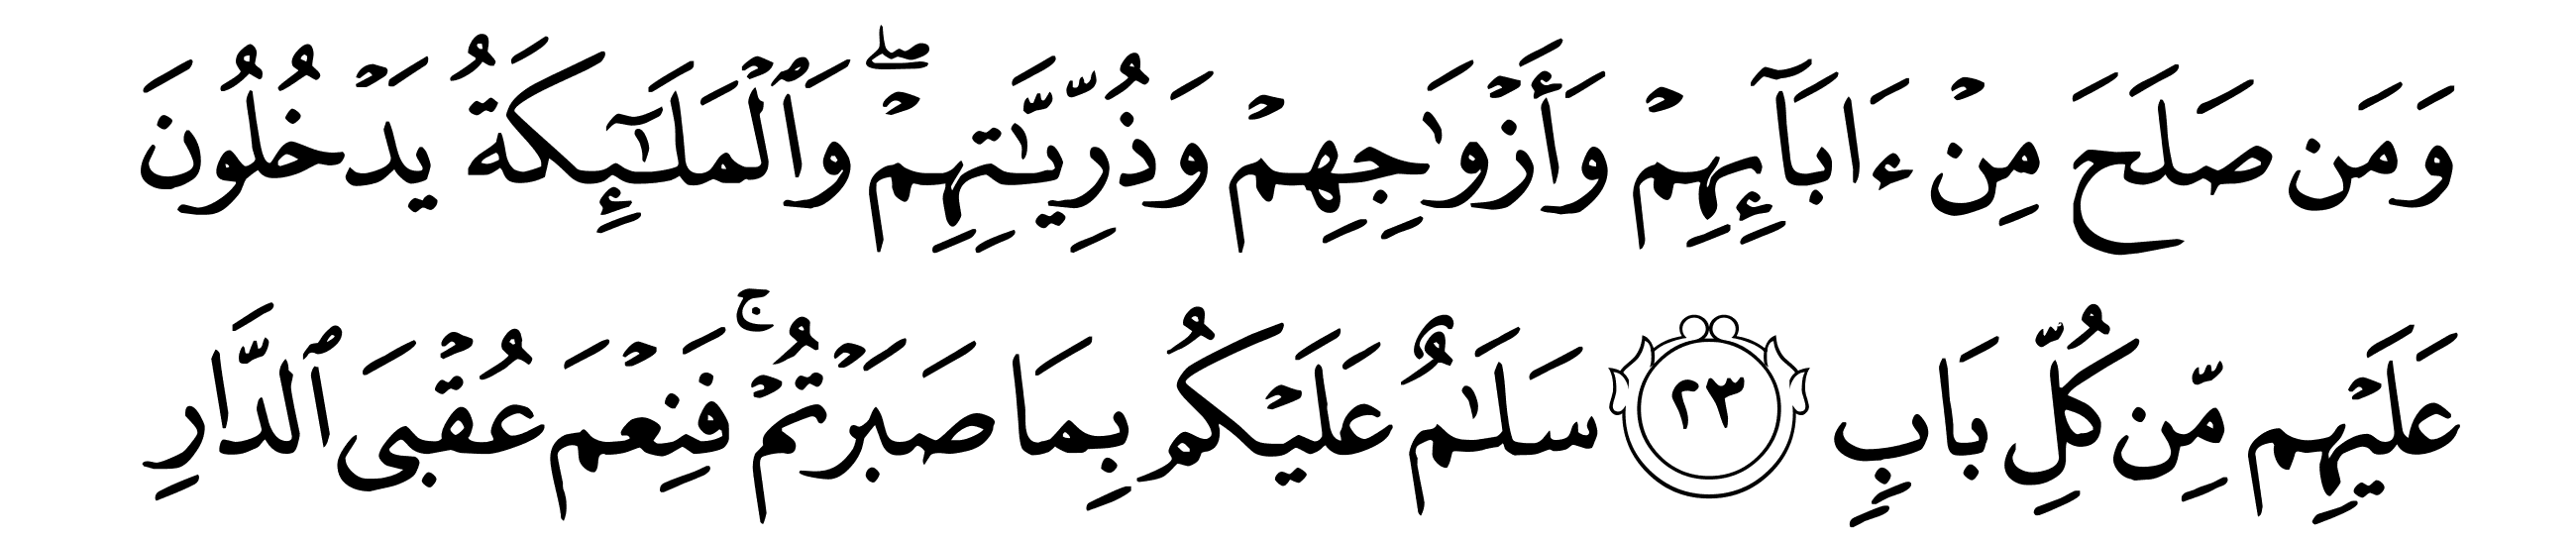 وَمَن صَلَحَ مِنۡ ءَابَآئِهِمۡ وَأَزۡوَٰجِهِمۡ وَذُرِّيَّٰتِهِمۡۖ وَٱلۡمَلَٰٓئِكَةُ يَدۡخُلُونَ
عَلَيۡهِم مِّن كُلِّ بَابٖ ٢٣ سَلَٰمٌ عَلَيۡكُم بِمَا صَبَرۡتُمۡۚ فَنِعۡمَ عُقۡبَى ٱلدَّارِ